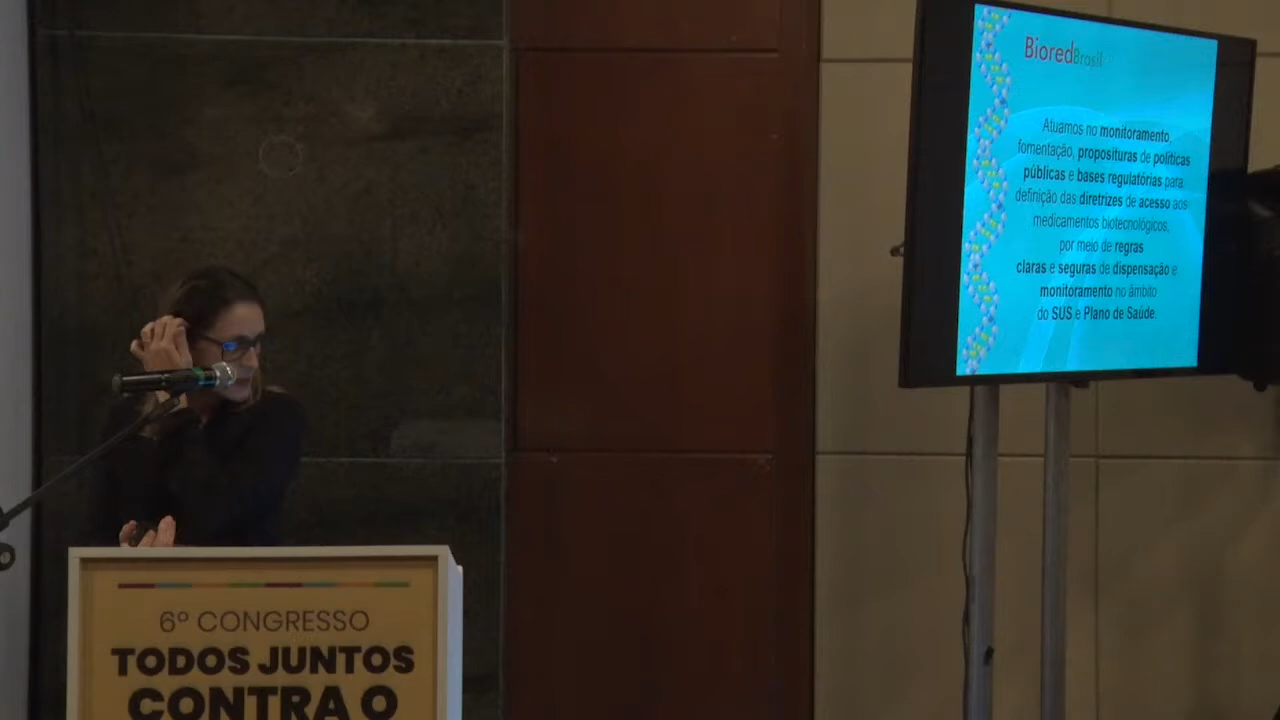 BioredBrasil
Atuamos no monitoramento,
fomentação, proposituras de políticas
públicas e bases regulatórias para
definição das diretrizes de acesso aos
medicamentos biotecnológicos,
por meio de regras
claras e seguras de dispensação e
monitoramento no âmbito
do SUS e Plano de Saúde.
6º CONGRESSO
TODOS JUNTOS
CONTRA O